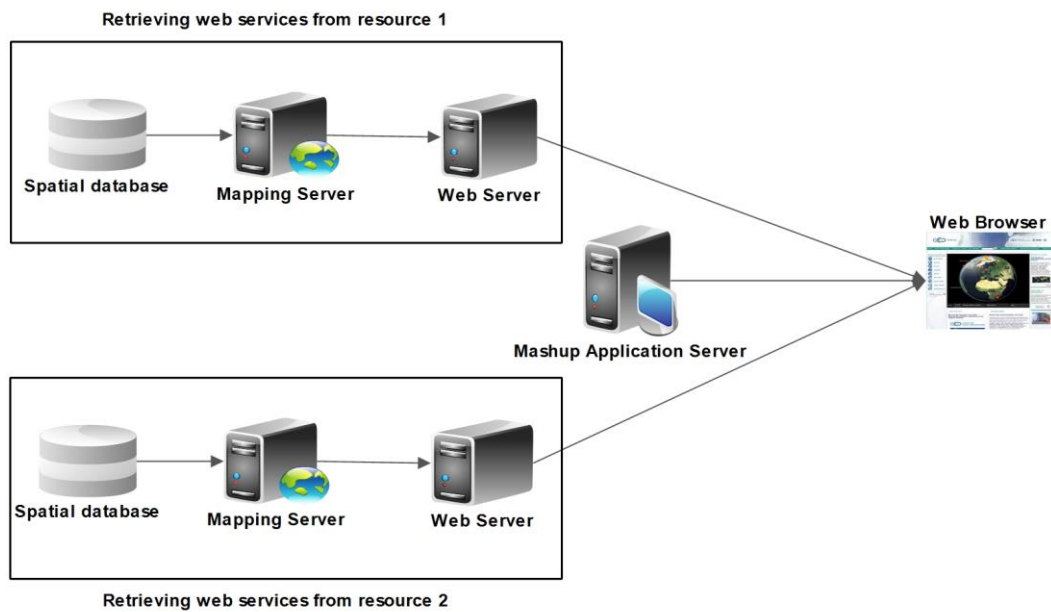 Retrieving web services from resource 1
Spatial database
Mapping Server
Web Server
Web Browser
Mashup Application Server
Spatial database
Mapping Server
Web Server
Retrieving web services from resource 2